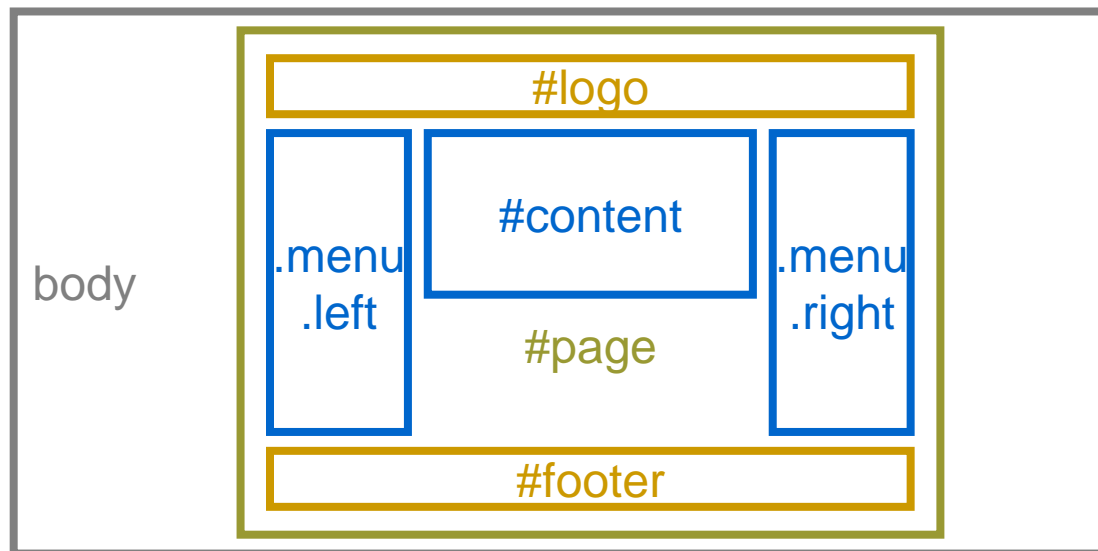 #logo
#content
.menu
.left
.menu
.right
body
#page
#footer